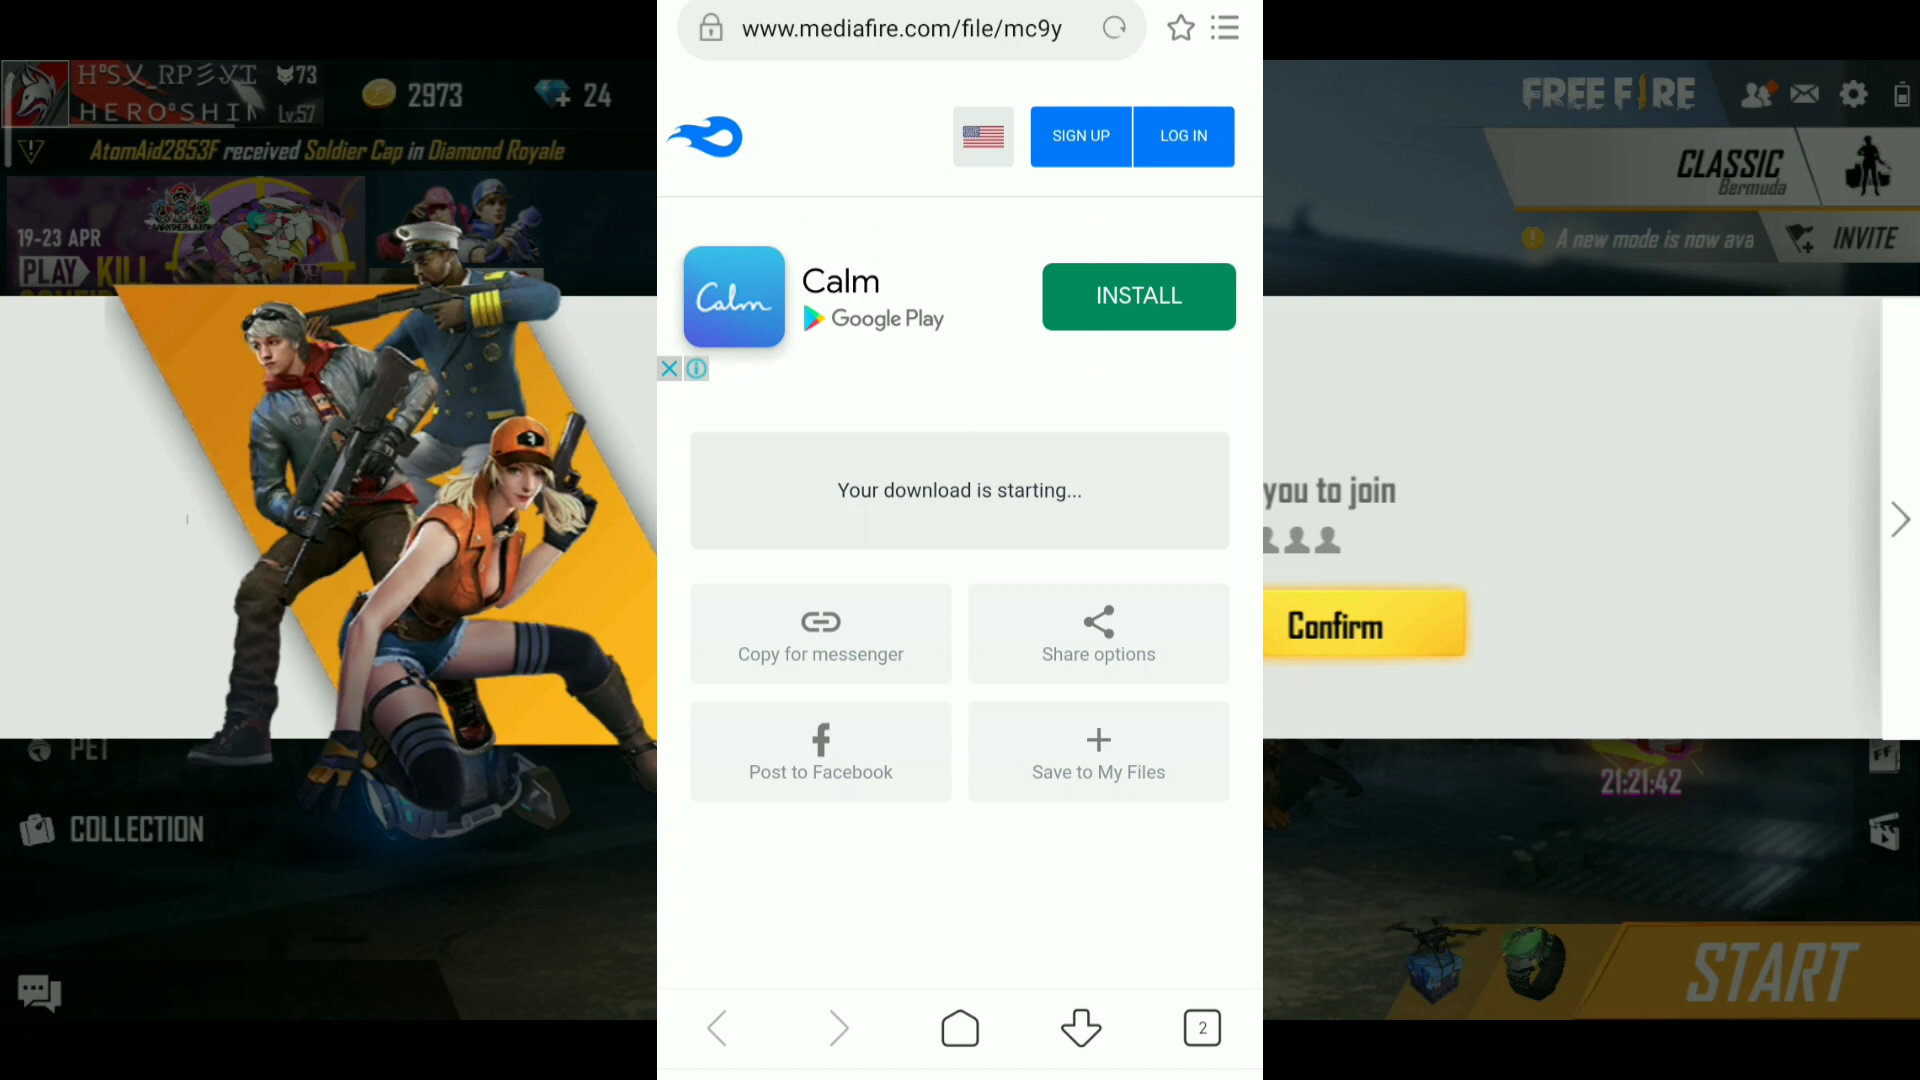 73
HERO°SHIN
Lv.57
2973
24
AtomAid2853F received Soldier Cap in Diamond Royale
19-23 APR
PLAY KILL
PET
COLLECTION
www.mediafire.com/file/mc9y
SIGN UP
LOG IN
Calm
Calm
Google Play
INSTALL
Your download is starting...
Copy for messenger
Share options
Post to Facebook
Save to My Files
2
FREE FIRE
CLASSIC
Bermuda
A new mode is now ava
INVITE
you to join
Confirm
FF
21:21:42
START